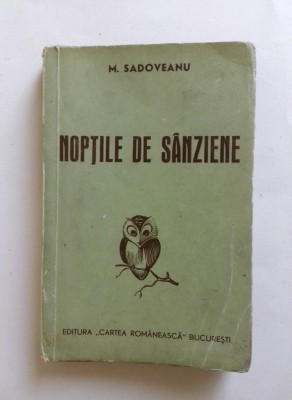 M. SADOVEANU
NOPȚILE DE SÂNZIENE
EDITURA „CARTEA ROMÂNEASCĂ" BUCUREȘTI